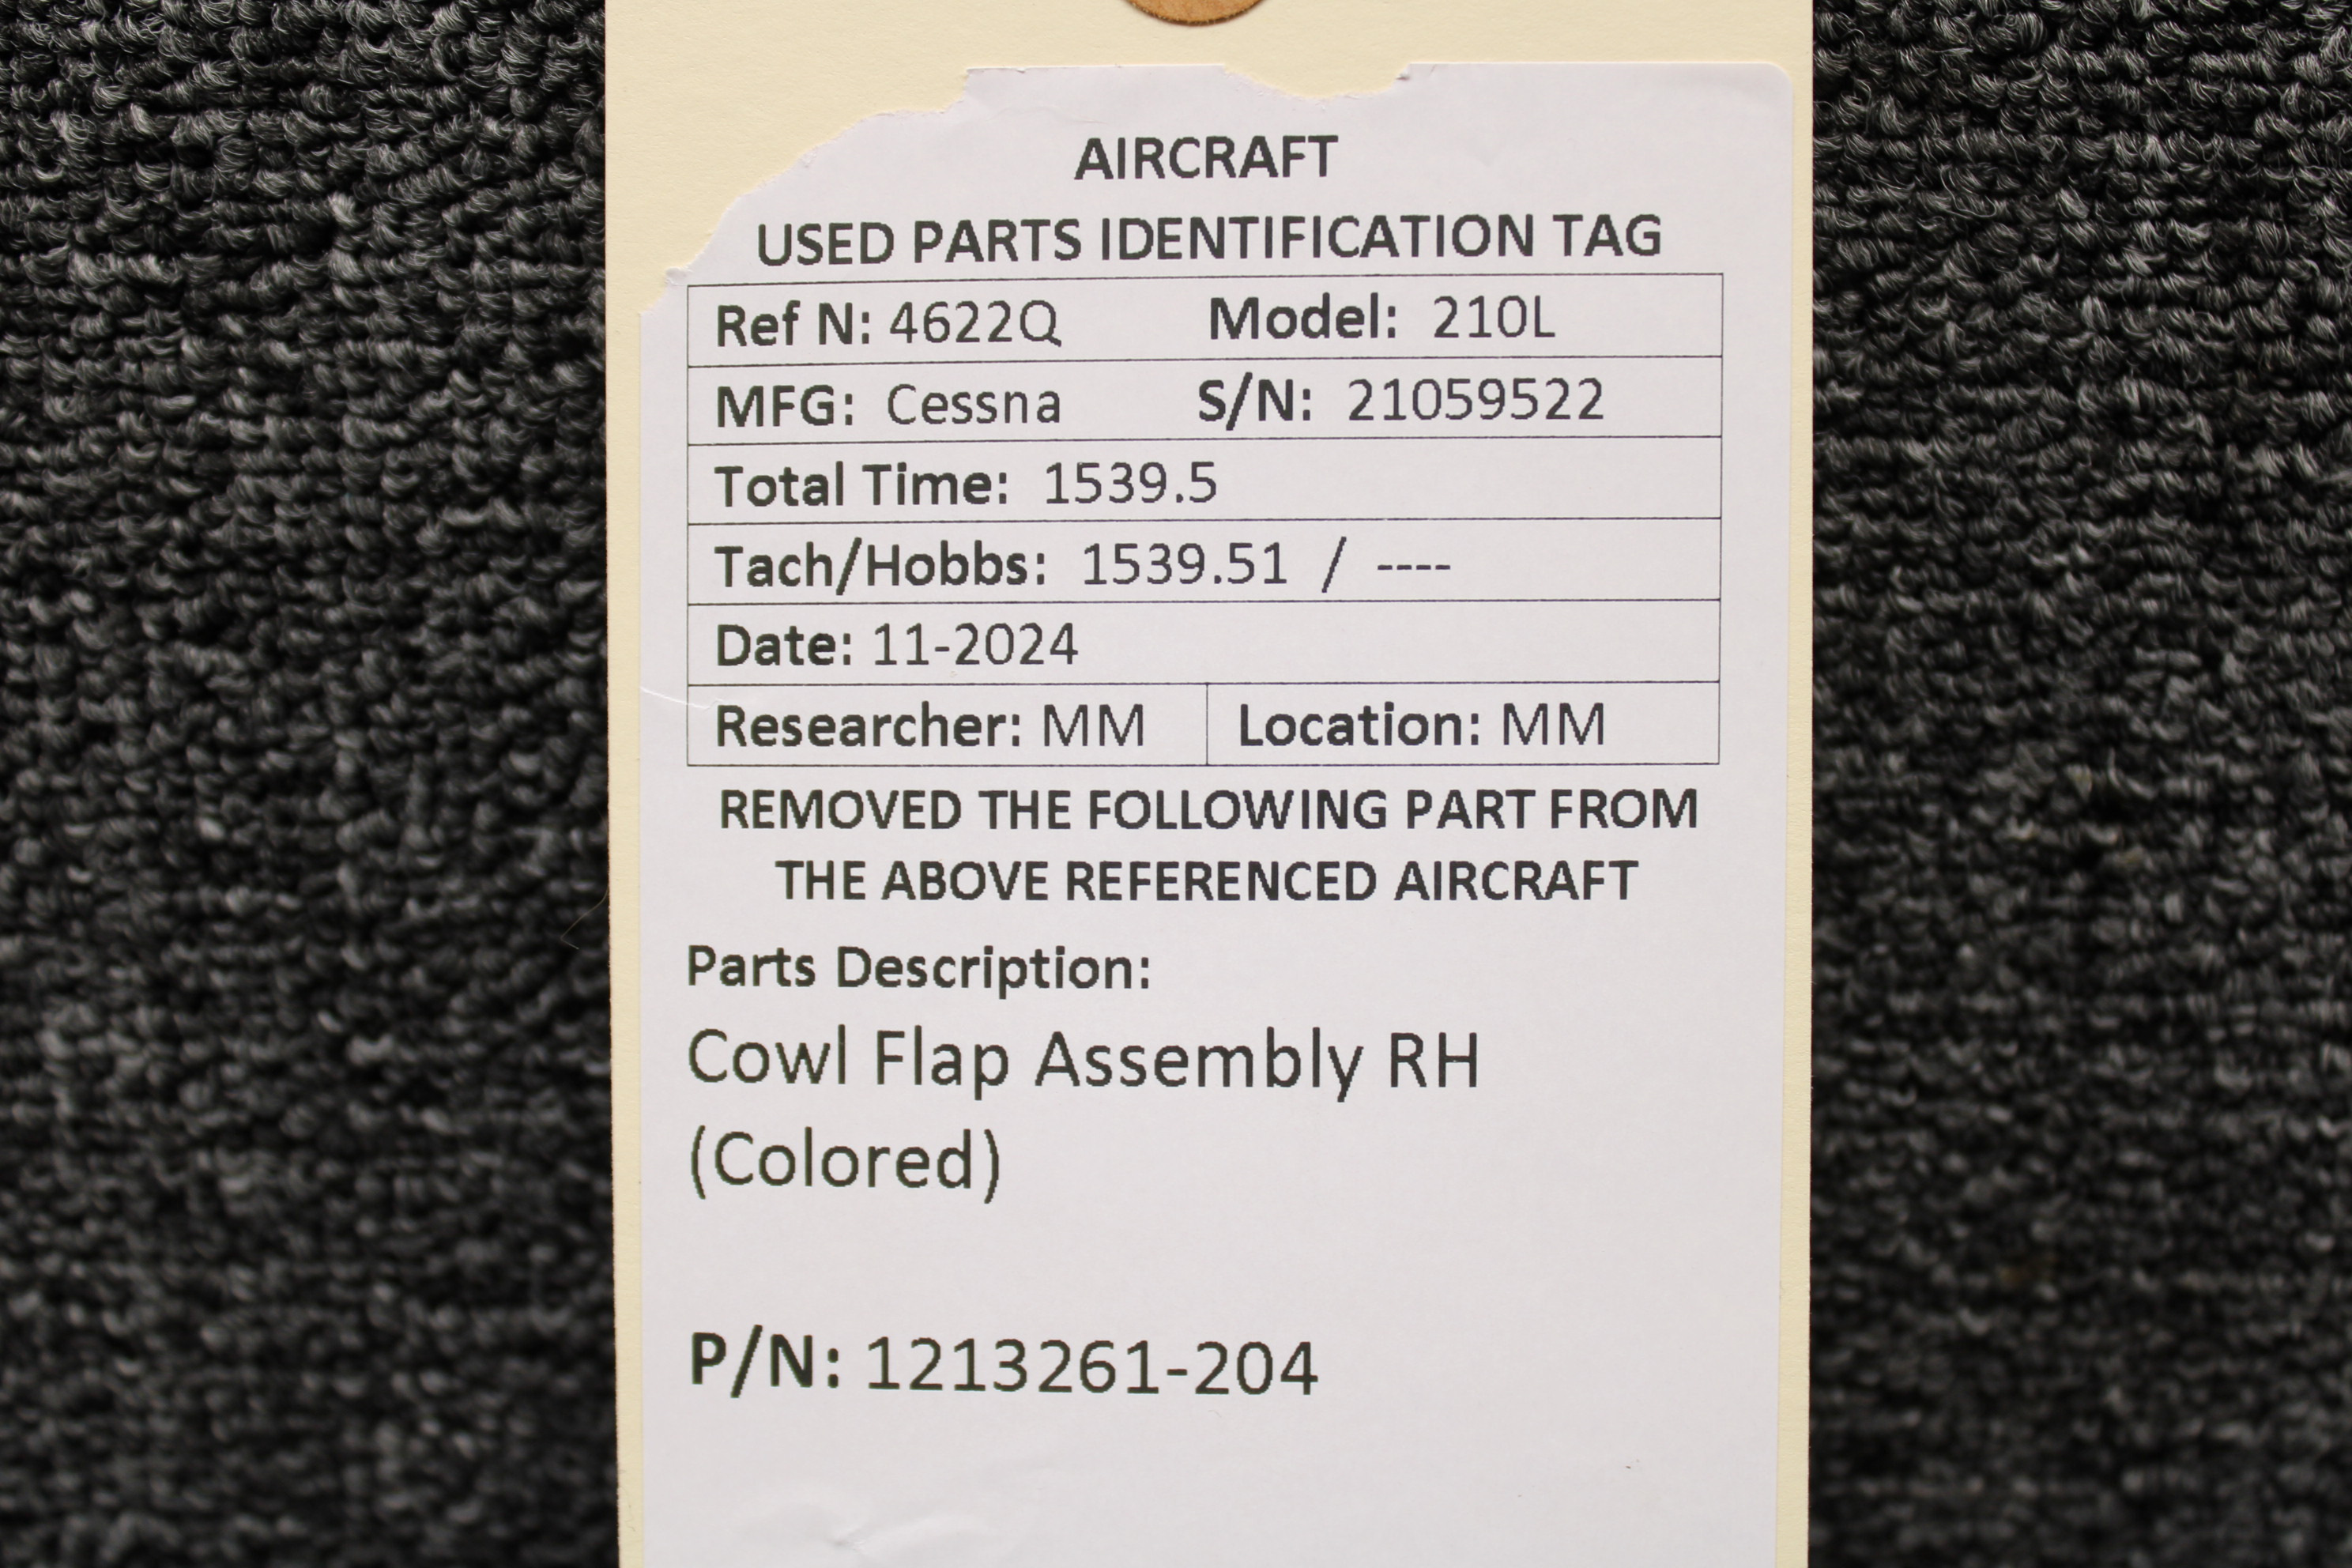 AIRCRAFT
USED PARTS IDENTIFICATION TAG
Ref N: 4622Q Model: 210L
MFG: Cessna S/N: 21059522
Total Time: 1539.5
Tach/Hobbs: 1539.51 / ----
Date: 11-2024
Researcher: MM Location: MM
REMOVED THE FOLLOWING PART FROM
THE ABOVE REFERENCED AIRCRAFT
Parts Description:
Cowl Flap Assembly RH
(Colored)
P/N: 1213261-204